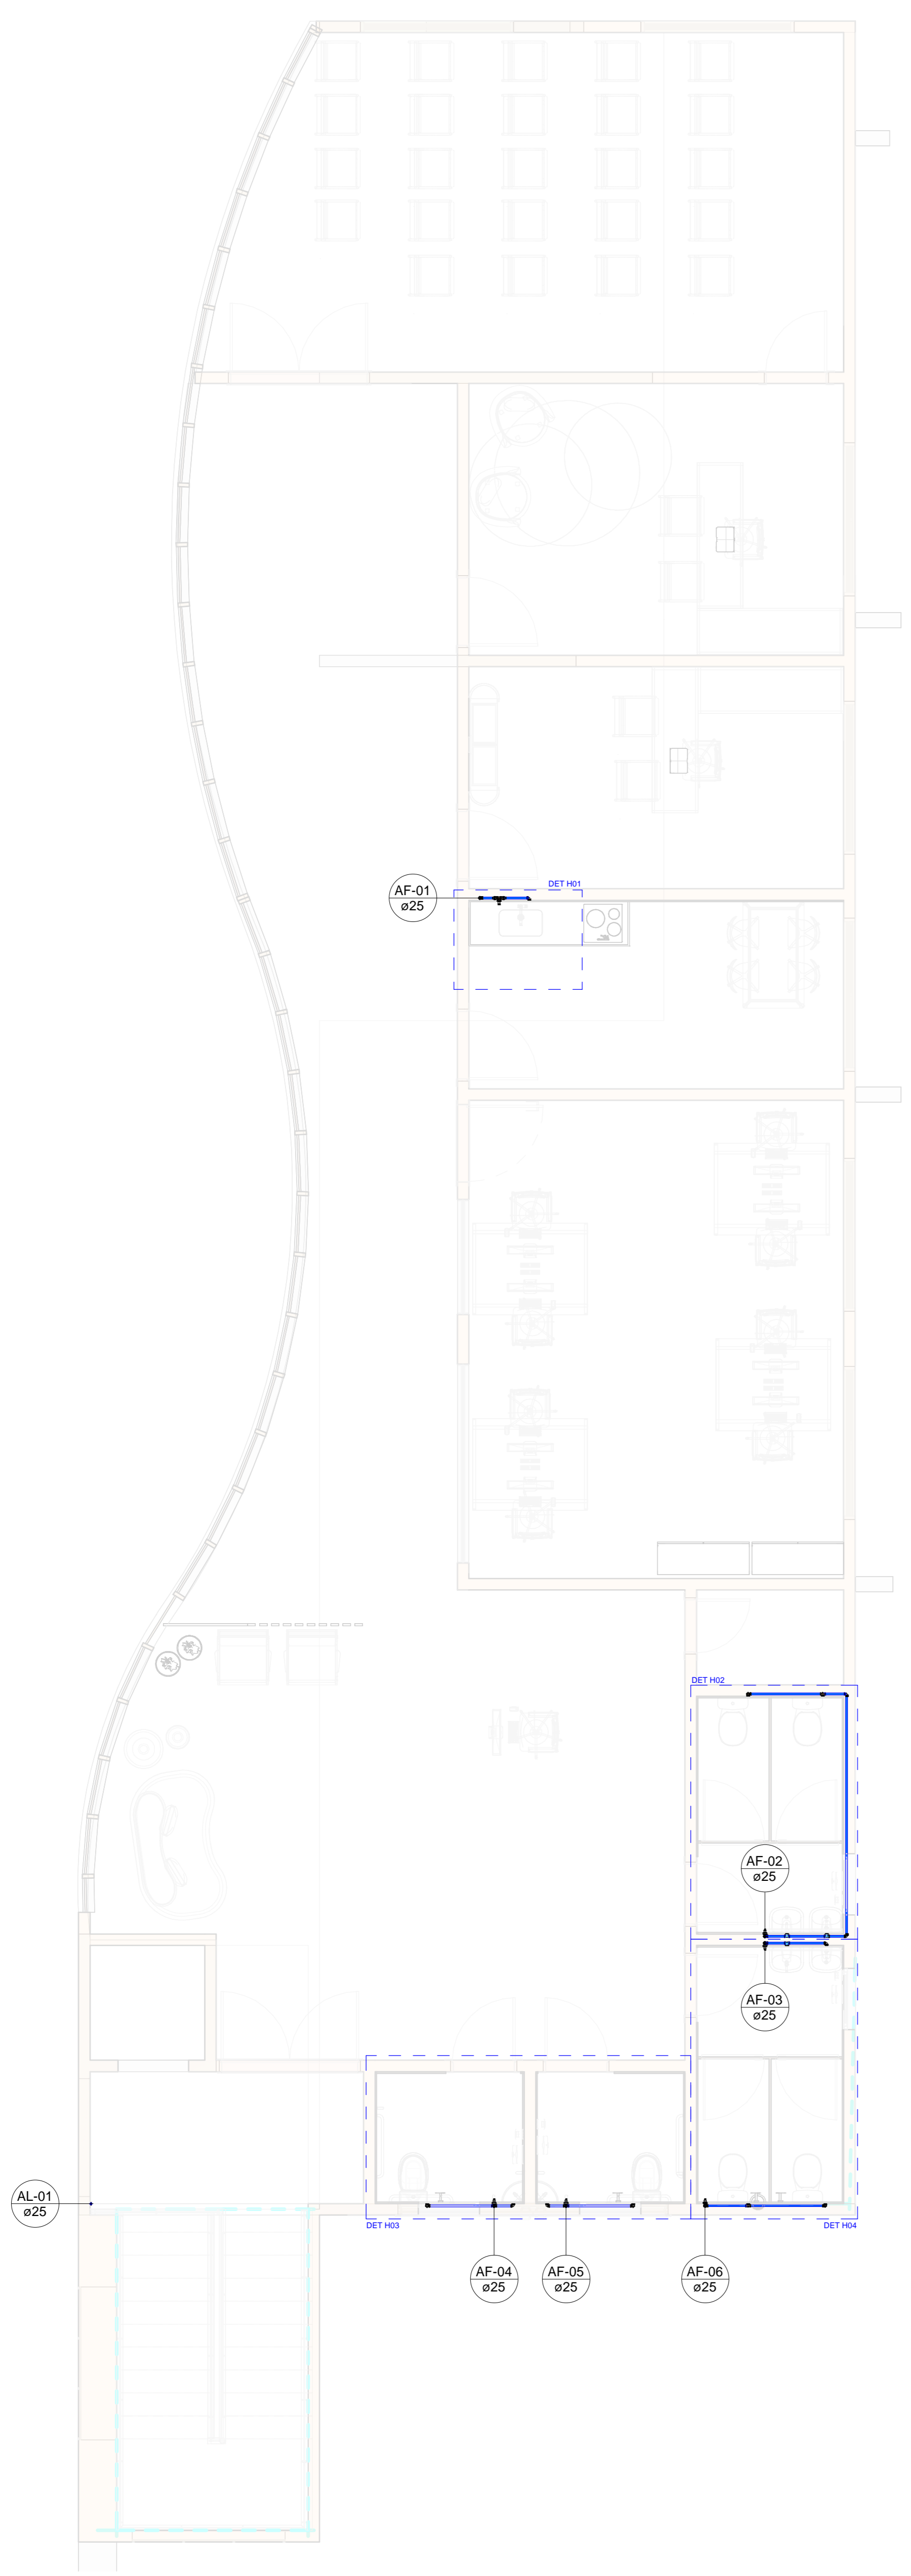 DET H01
AF-01
ø25
DET H02
AF-02
ø25
AF-03
ø25
AL-01
ø25
DET H03
DET H04
AF-04
ø25
AF-05
ø25
AF-06
ø25